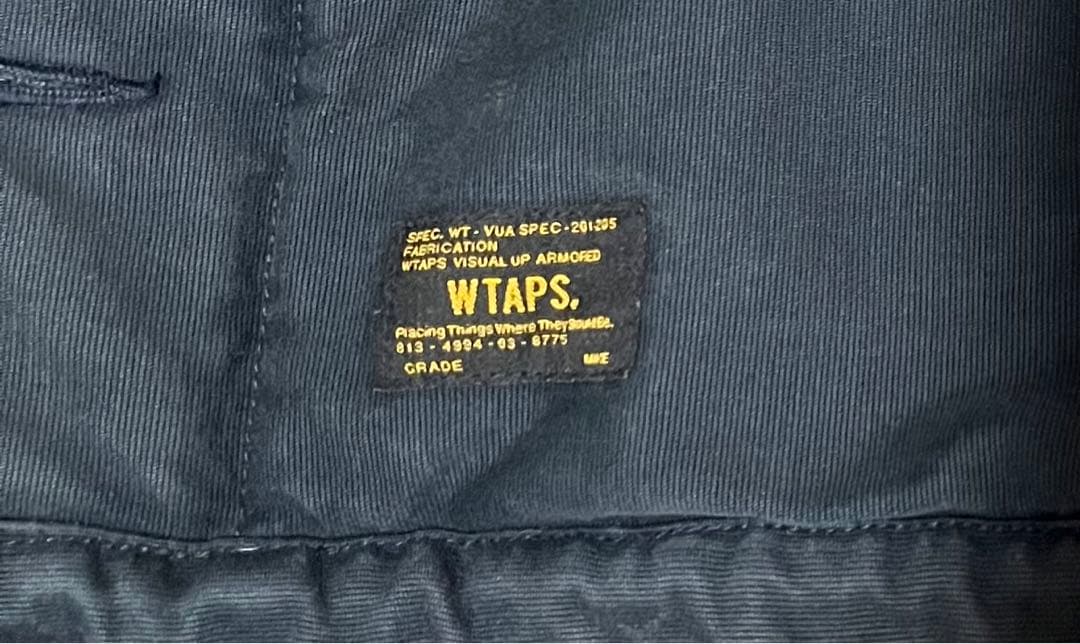 SPEC. WT - VUA SPEC - 201205
FABRICATION
WTAPS VISUAL UP ARMORED
WTAPS.
Placing Things Where They Should Be.
013 - 4994 - 03 - 8775
GRADE